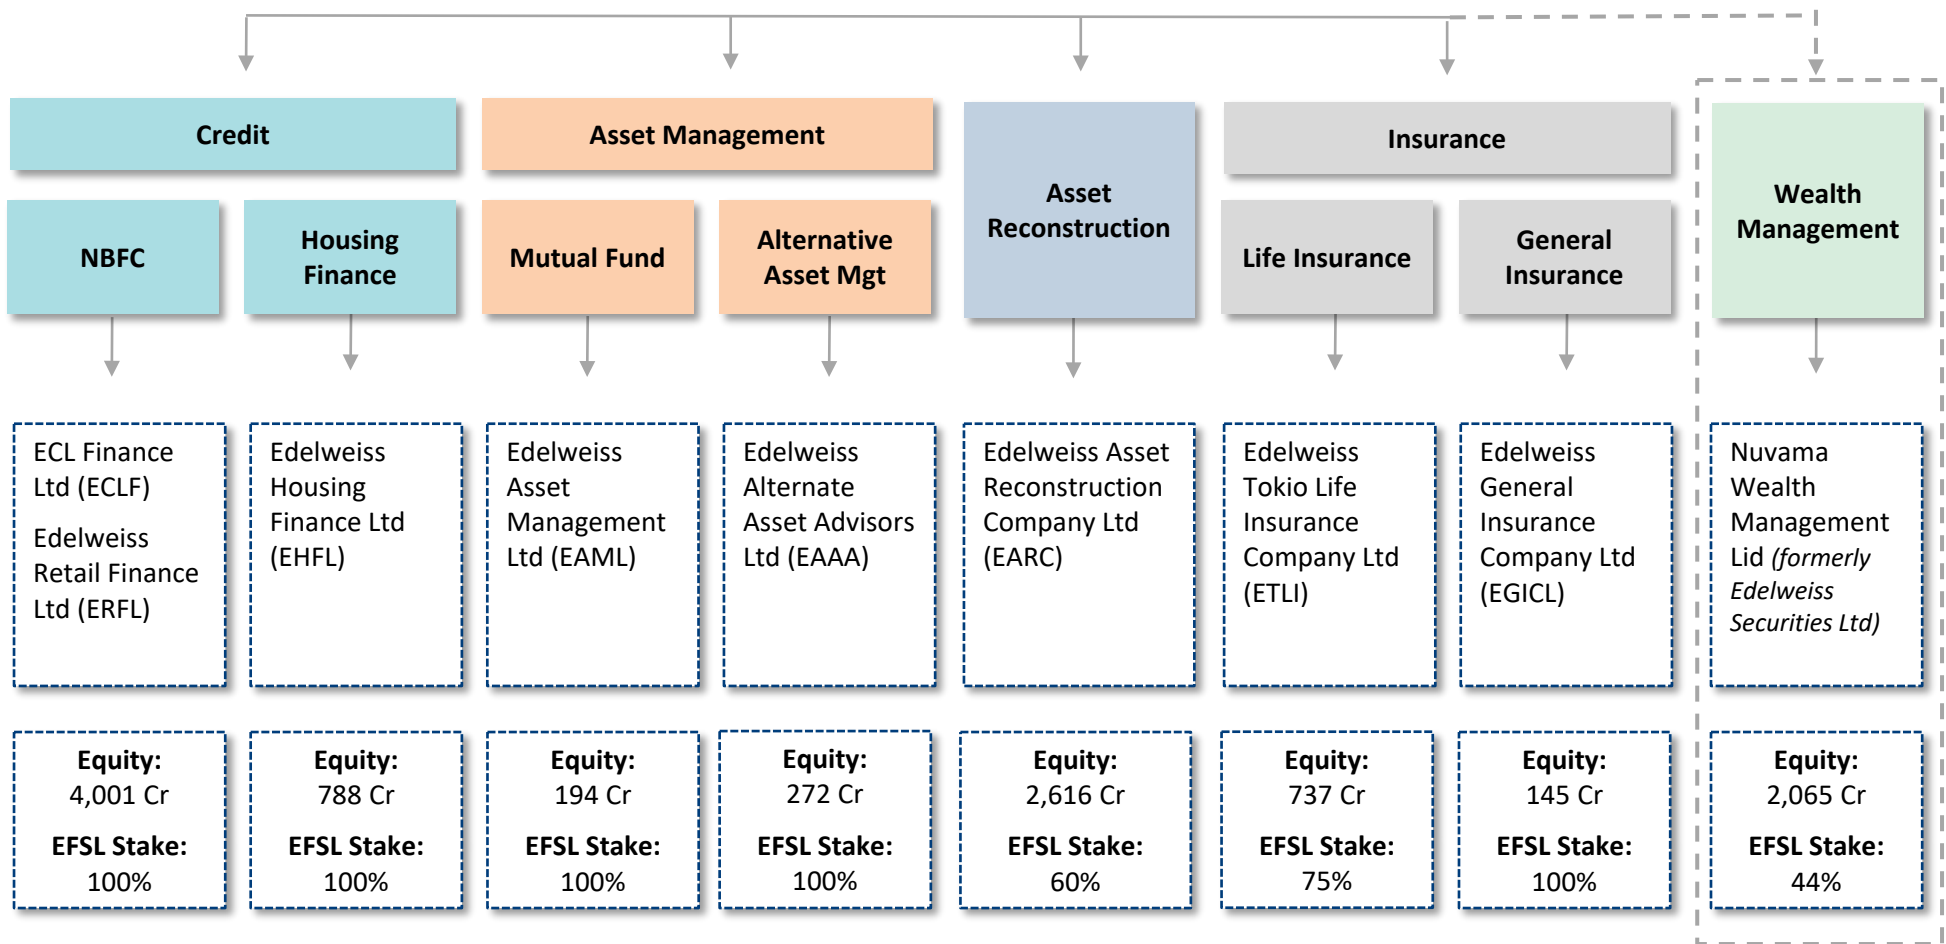 Credit
Asset Management
Asset
Reconstruction
Insurance
Wealth
Management
NBFC
Housing
Finance
Mutual Fund
Alternative
Asset Mgt
Life Insurance
General
Insurance
ECL Finance
Ltd (ECLF)
Edelweiss
Retail Finance
Ltd (ERFL)
Edelweiss
Housing
Finance Ltd
(EHFL)
Edelweiss
Asset
Management
Ltd (EAML)
Edelweiss
Alternate
Asset Advisors
Ltd (EAAA)
Edelweiss Asset
Reconstruction
Company Ltd
(EARC)
Edelweiss
Tokio Life
Insurance
Company Ltd
(ETLI)
Edelweiss
General
Insurance
Company Ltd
(EGICL)
Nuvama
Wealth
Management
Lid (formerly
Edelweiss
Securities Ltd)
Equity:
4,001 Cr
EFSL Stake:
100%
Equity:
788 Cr
EFSL Stake:
100%
Equity:
194 Cr
EFSL Stake:
100%
Equity:
272 Cr
EFSL Stake:
100%
Equity:
2,616 Cr
EFSL Stake:
60%
Equity:
737 Cr
EFSL Stake:
75%
Equity:
145 Cr
EFSL Stake:
100%
Equity:
2,065 Cr
EFSL Stake:
44%